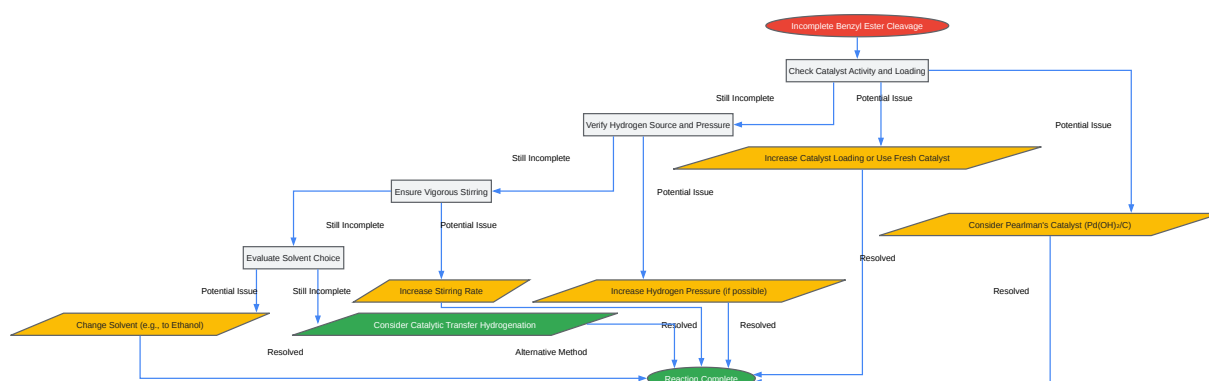 Incomplete Benzyl Ester Cleavage
Check Catalyst Activity and Loading
Still Incomplete
Potential Issue
Verify Hydrogen Source and Pressure
Potential Issue
Still Incomplete
Increase Catalyst Loading or Use Fresh Catalyst
Ensure Vigorous Stirring
Potential Issue
Still Incomplete
Potential Issue
Consider Pearlman's Catalyst (Pd(OH)₂/C)
Evaluate Solvent Choice
Resolved
Potential Issue
Still Incomplete
Increase Stirring Rate
Increase Hydrogen Pressure (if possible)
Resolved
Change Solvent (e.g., to Ethanol)
Consider Catalytic Transfer Hydrogenation
Resolved
Resolved
Resolved
Alternative Method
Reaction Complete